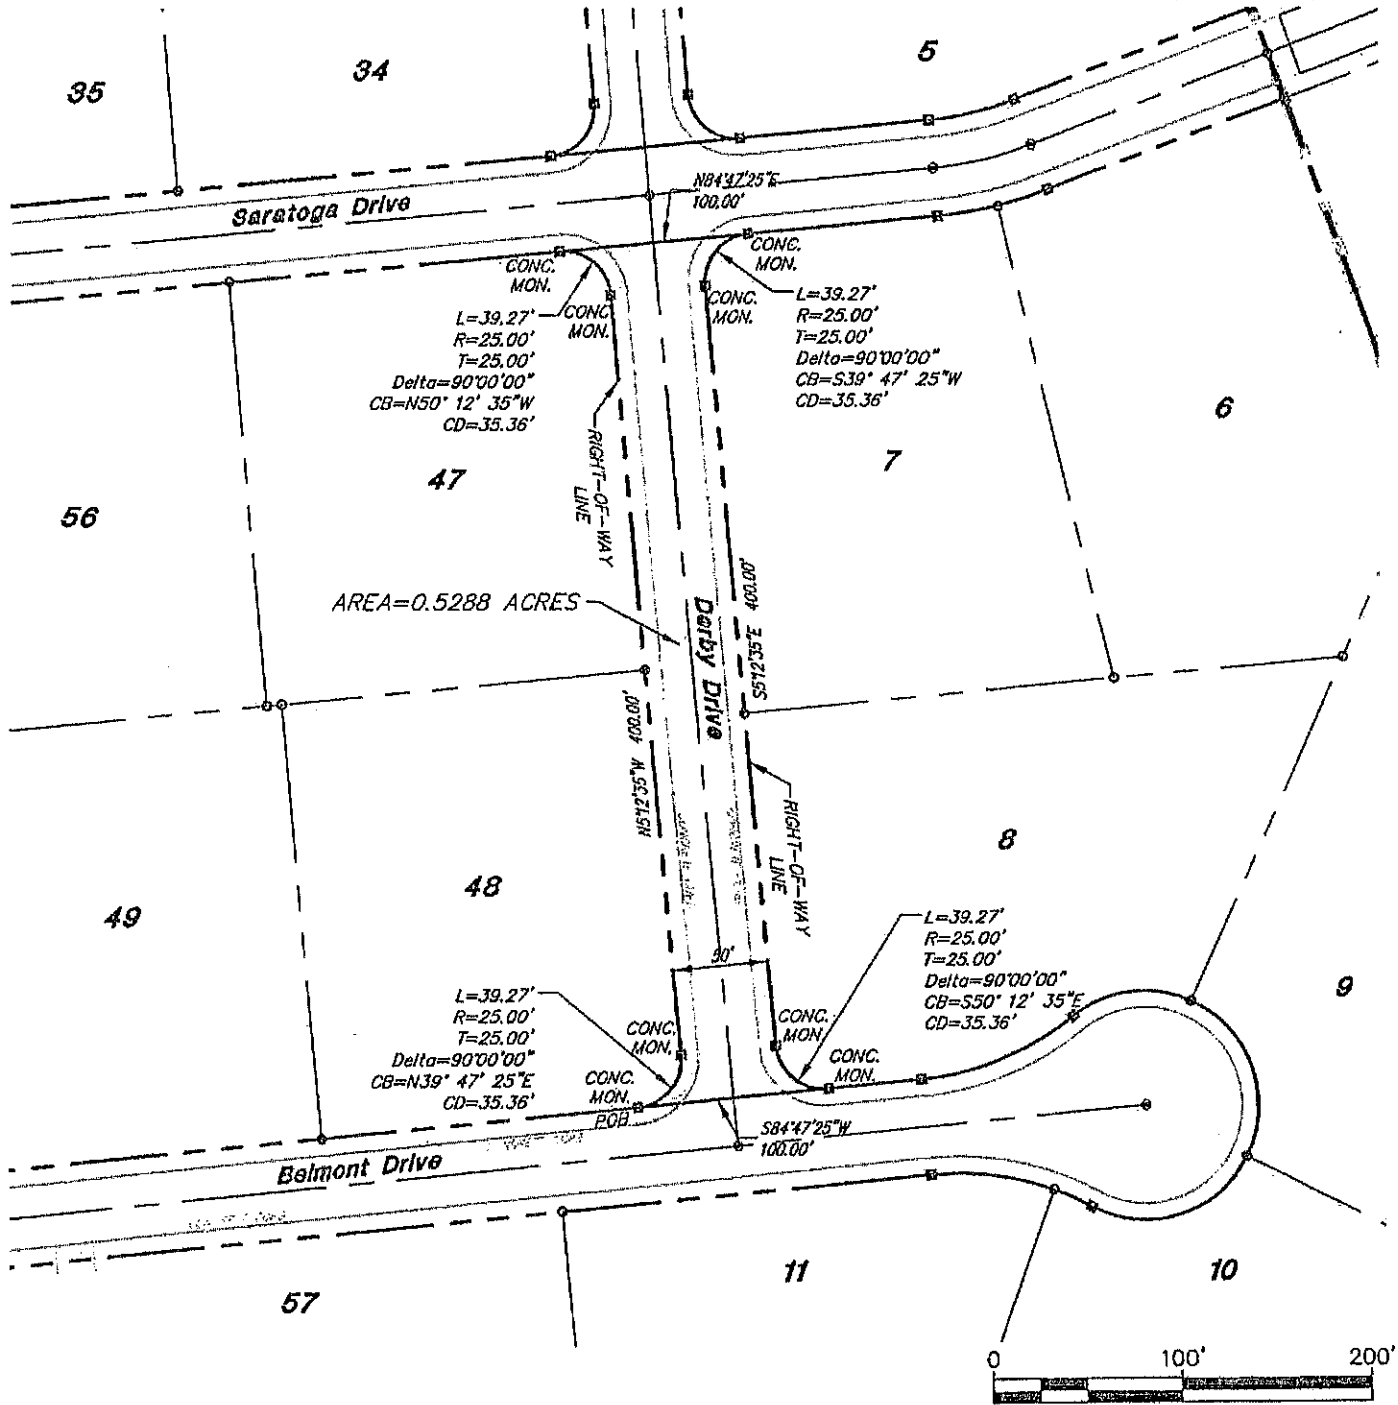 35
34
5
Saratoga Drive
N84°47'25"E
100.00'
CONC.
MON.
CONC.
MON.
CONC.
MON.
CONC.
MON.
L=39.27'
R=25.00'
T=25.00'
Delta=90°00'00"
CB=N50° 12' 35"W
CD=35.36'
L=39.27'
R=25.00'
T=25.00'
Delta=90°00'00"
CB=S39° 47' 25"W
CD=35.36'
6
7
47
56
RIGHT-OF-WAY
LINE
AREA=0.5288 ACRES
Derby Drive
S5°12'35"E 400.00'
N5°12'35"W 400.00'
RIGHT-OF-WAY
LINE
8
48
49
9
50'
L=39.27'
R=25.00'
T=25.00'
Delta=90°00'00"
CB=S50° 12' 35"E
CD=35.36'
L=39.27'
R=25.00'
T=25.00'
Delta=90°00'00"
CB=N39° 47' 25"E
CD=35.36'
CONC.
MON.
CONC.
MON.
CONC.
MON.
CONC.
MON.
POB
S84°47'25"W
100.00'
Belmont Drive
57
11
10
0 100' 200'